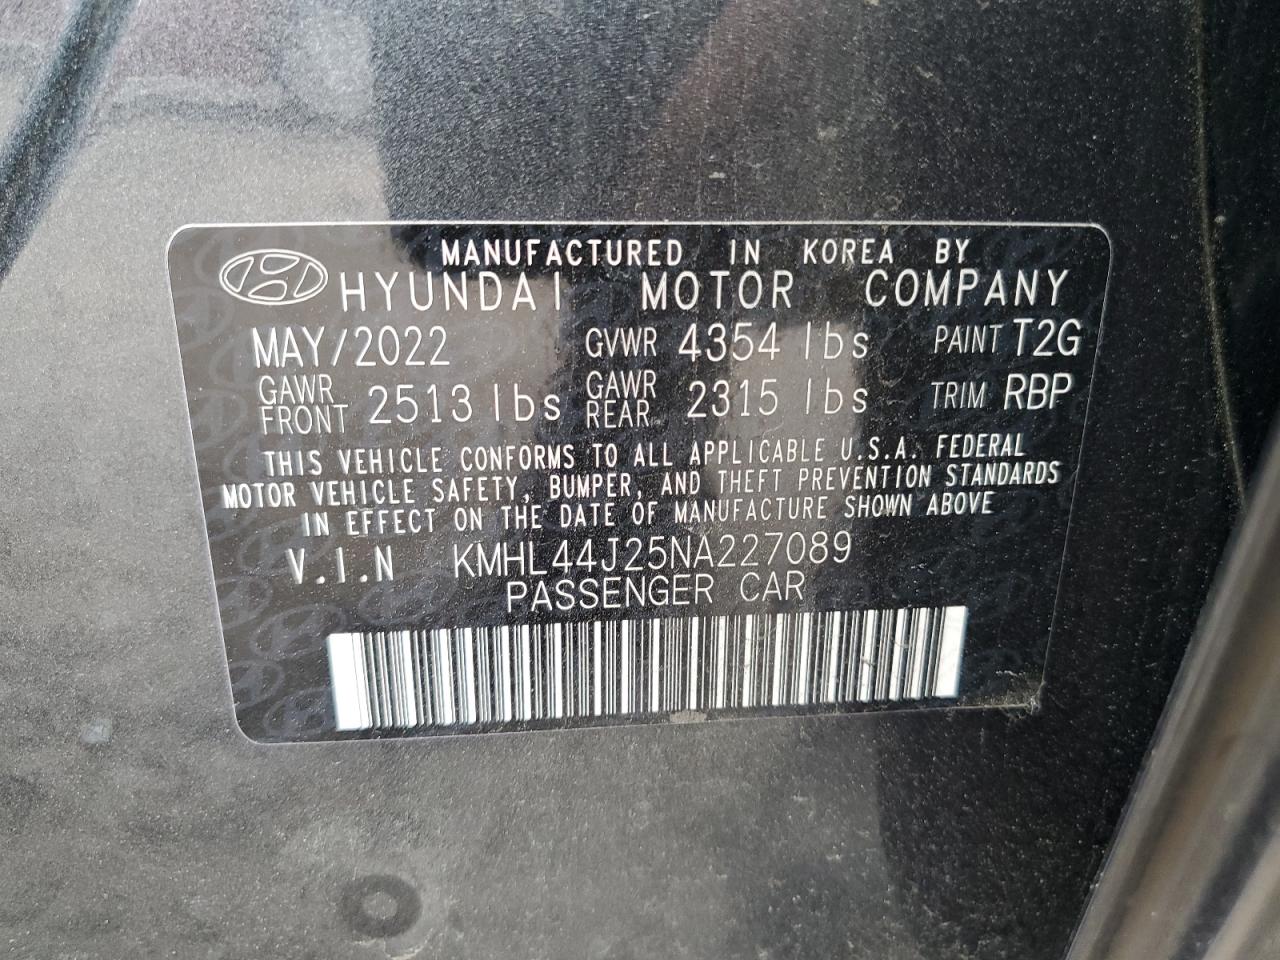 MANUFACTURED IN KOREA BY
HYUNDAI MOTOR COMPANY
MAY/2022 GVWR 4354 lbs PAINT T2G
GAWR FRONT 2513 lbs GAWR REAR 2315 lbs TRIM RBP
THIS VEHICLE CONFORMS TO ALL APPLICABLE U.S.A. FEDERAL
MOTOR VEHICLE SAFETY, BUMPER, AND THEFT PREVENTION STANDARDS
IN EFFECT ON THE DATE OF MANUFACTURE SHOWN ABOVE
V.I.N KMHL44J25NA227089
PASSENGER CAR